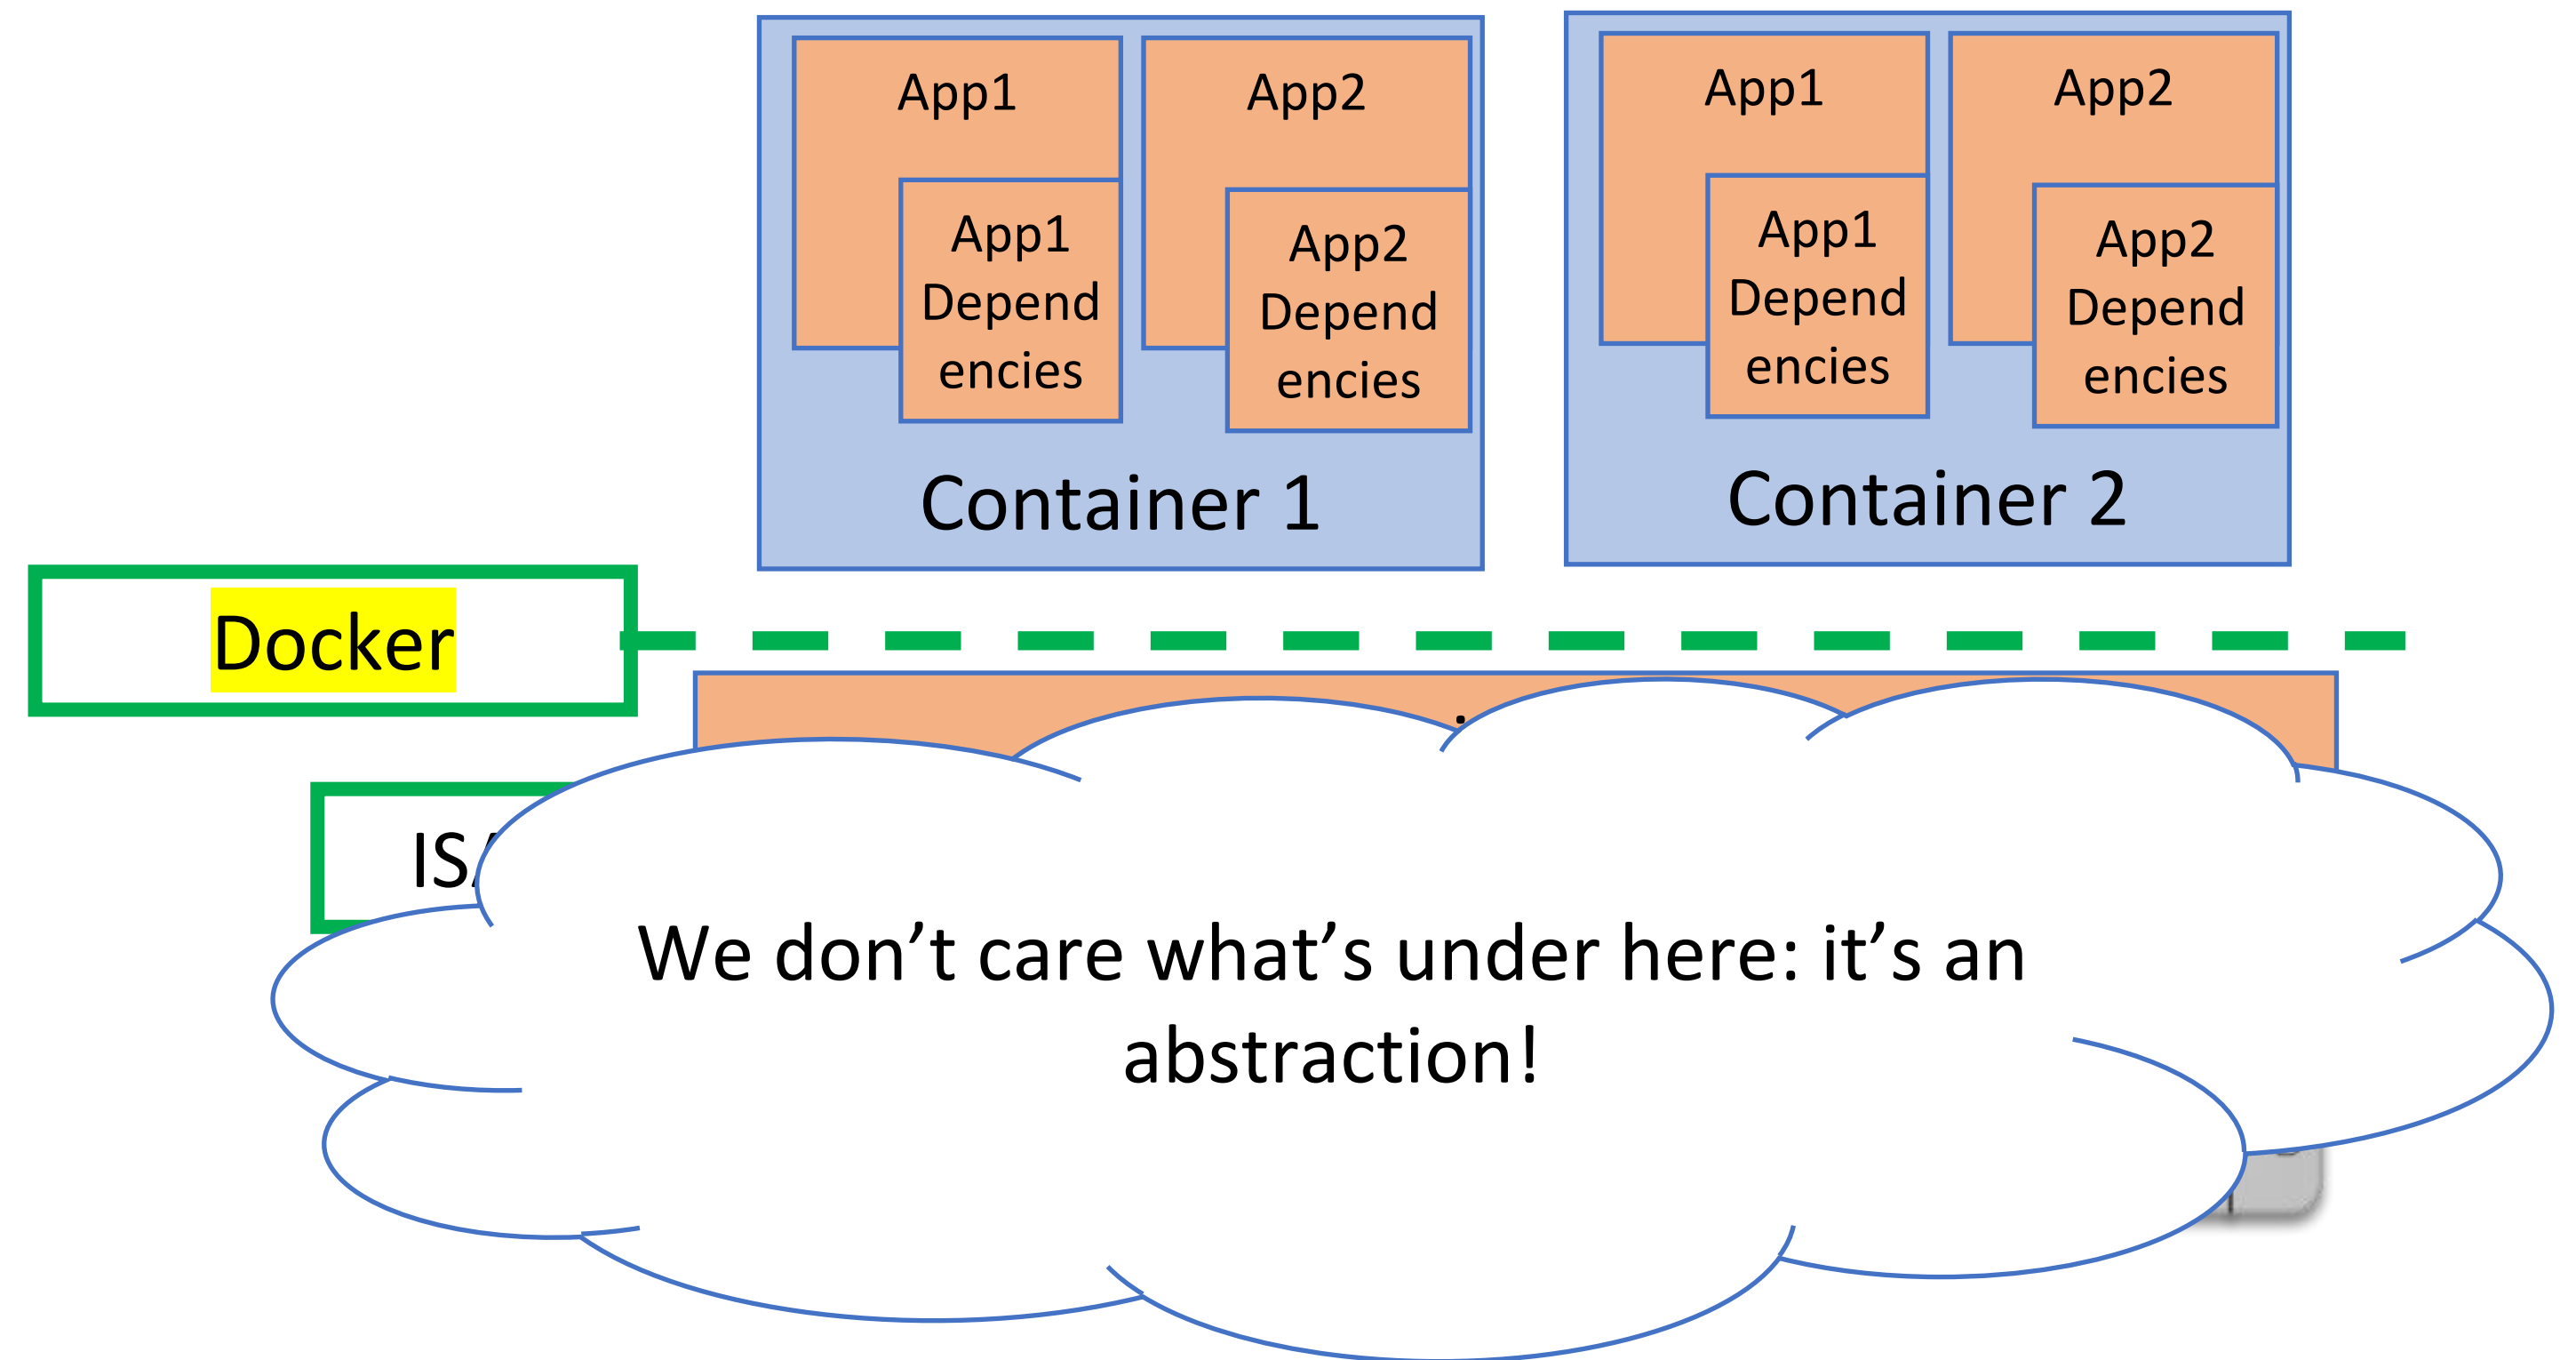 App1
App2
App1
Depend
encies
App2
Depend
encies
Container 1
App1
App2
App1
Depend
encies
App2
Depend
encies
Container 2
Docker
We don’t care what’s under here: it’s an
abstraction!